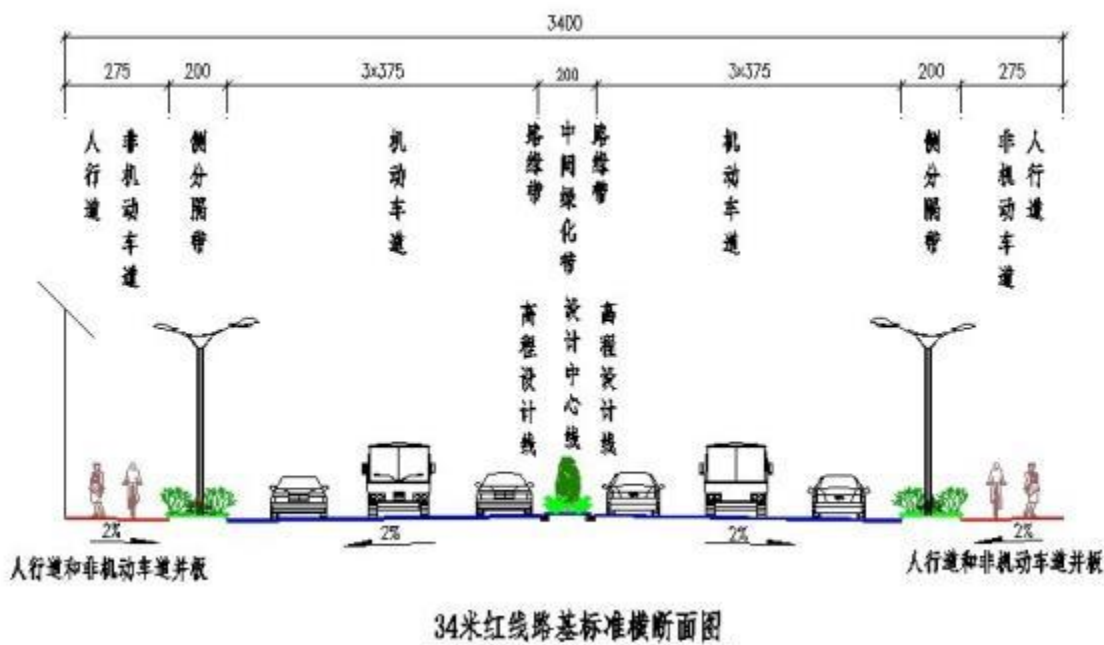 3400
275
200
3x375
200
3x375
200
275
人行道
非机动车道
侧分隔带
机动车道
路缘带
中间绿化带
路缘带
机动车道
侧分隔带
非机动车道
人行道
高程设计线
设计中心线
高程设计线
2%
2%
2%
2%
人行道和非机动车道并板
人行道和非机动车道并板
34米红线路基标准横断面图